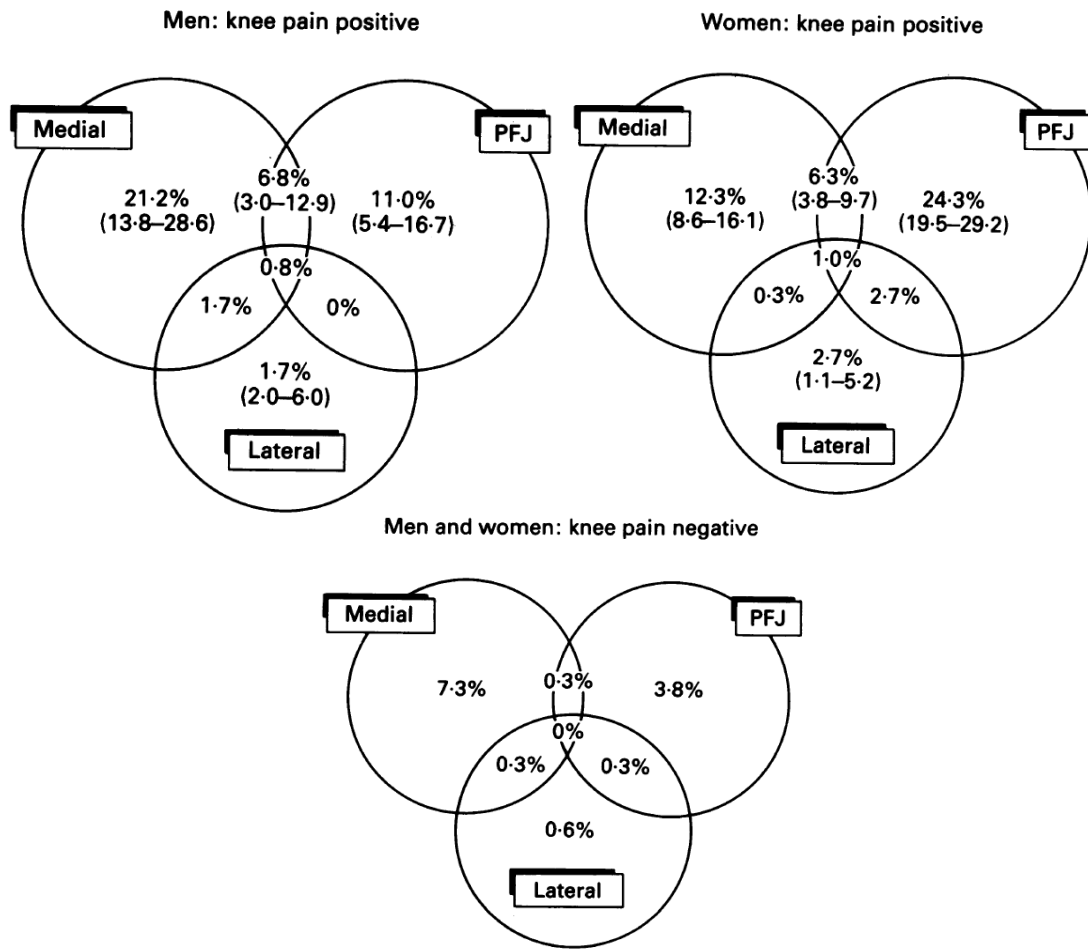 Men: knee pain positive
Medial
PFJ
6·8%
(3·0–12·9)
21·2%
(13·8–28·6)
11·0%
(5·4–16·7)
0·8%
1·7%
0%
1·7%
(2·0–6·0)
Lateral
Women: knee pain positive
Medial
PFJ
6·3%
(3·8–9·7)
12·3%
(8·6–16·1)
24·3%
(19·5–29·2)
1·0%
0·3%
2·7%
2·7%
(1·1–5·2)
Lateral
Men and women: knee pain negative
Medial
PFJ
7·3%
0·3%
3·8%
0%
0·3%
0·3%
0·6%
Lateral